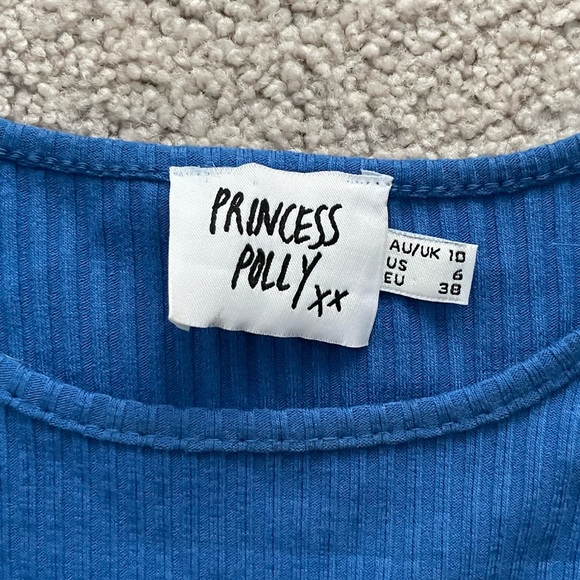 PRINCESS
POLLY xx
AU/UK 10
US 6
EU 38